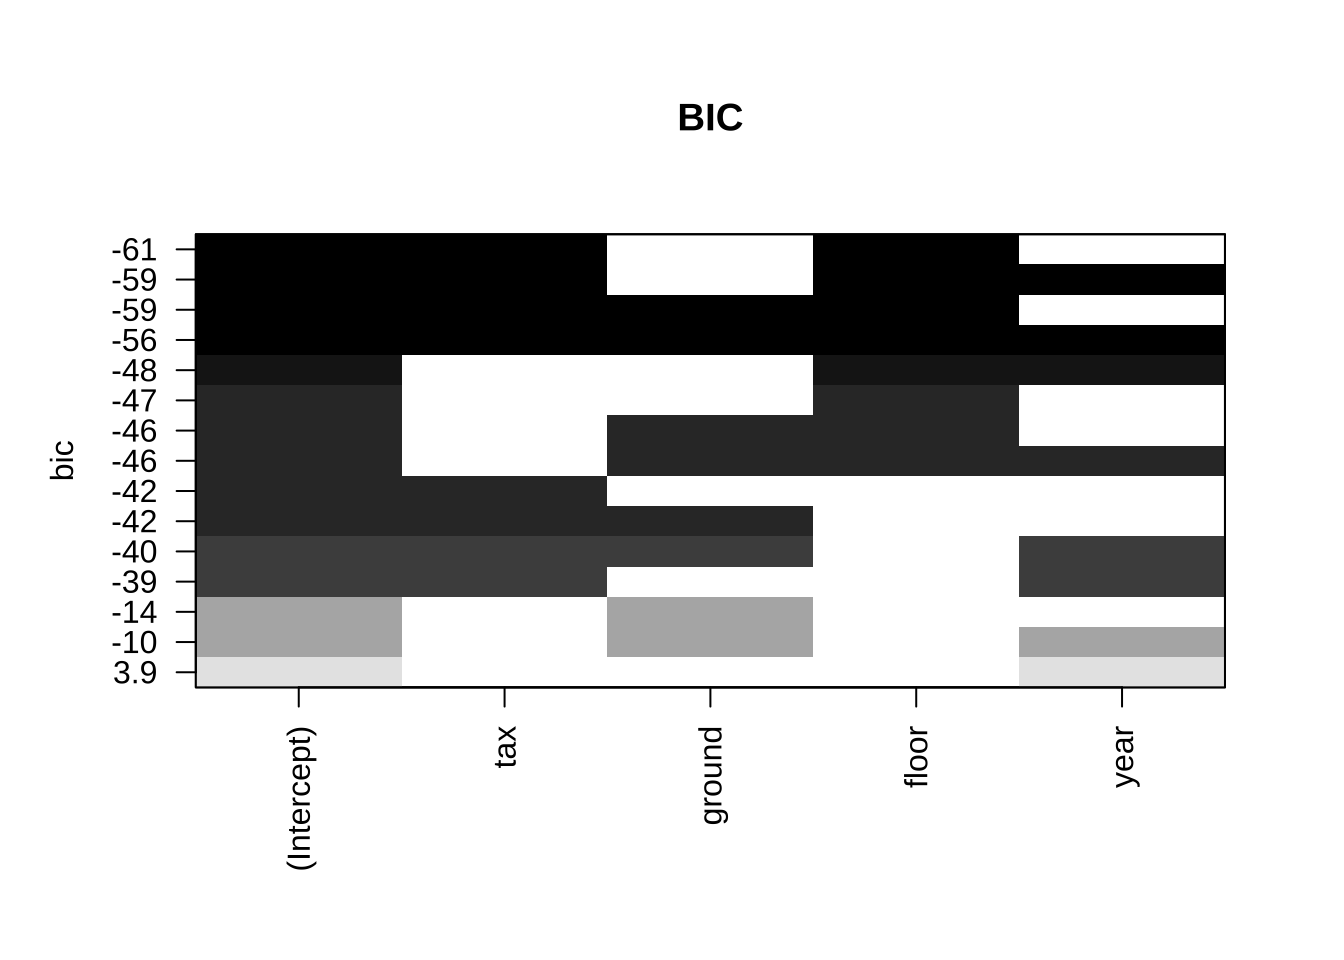 BIC
-61
-59
-59
-56
-48
-47
-46
-46
-42
-42
-40
-39
-14
-10
3.9
bic
(Intercept)
tax
ground
floor
year